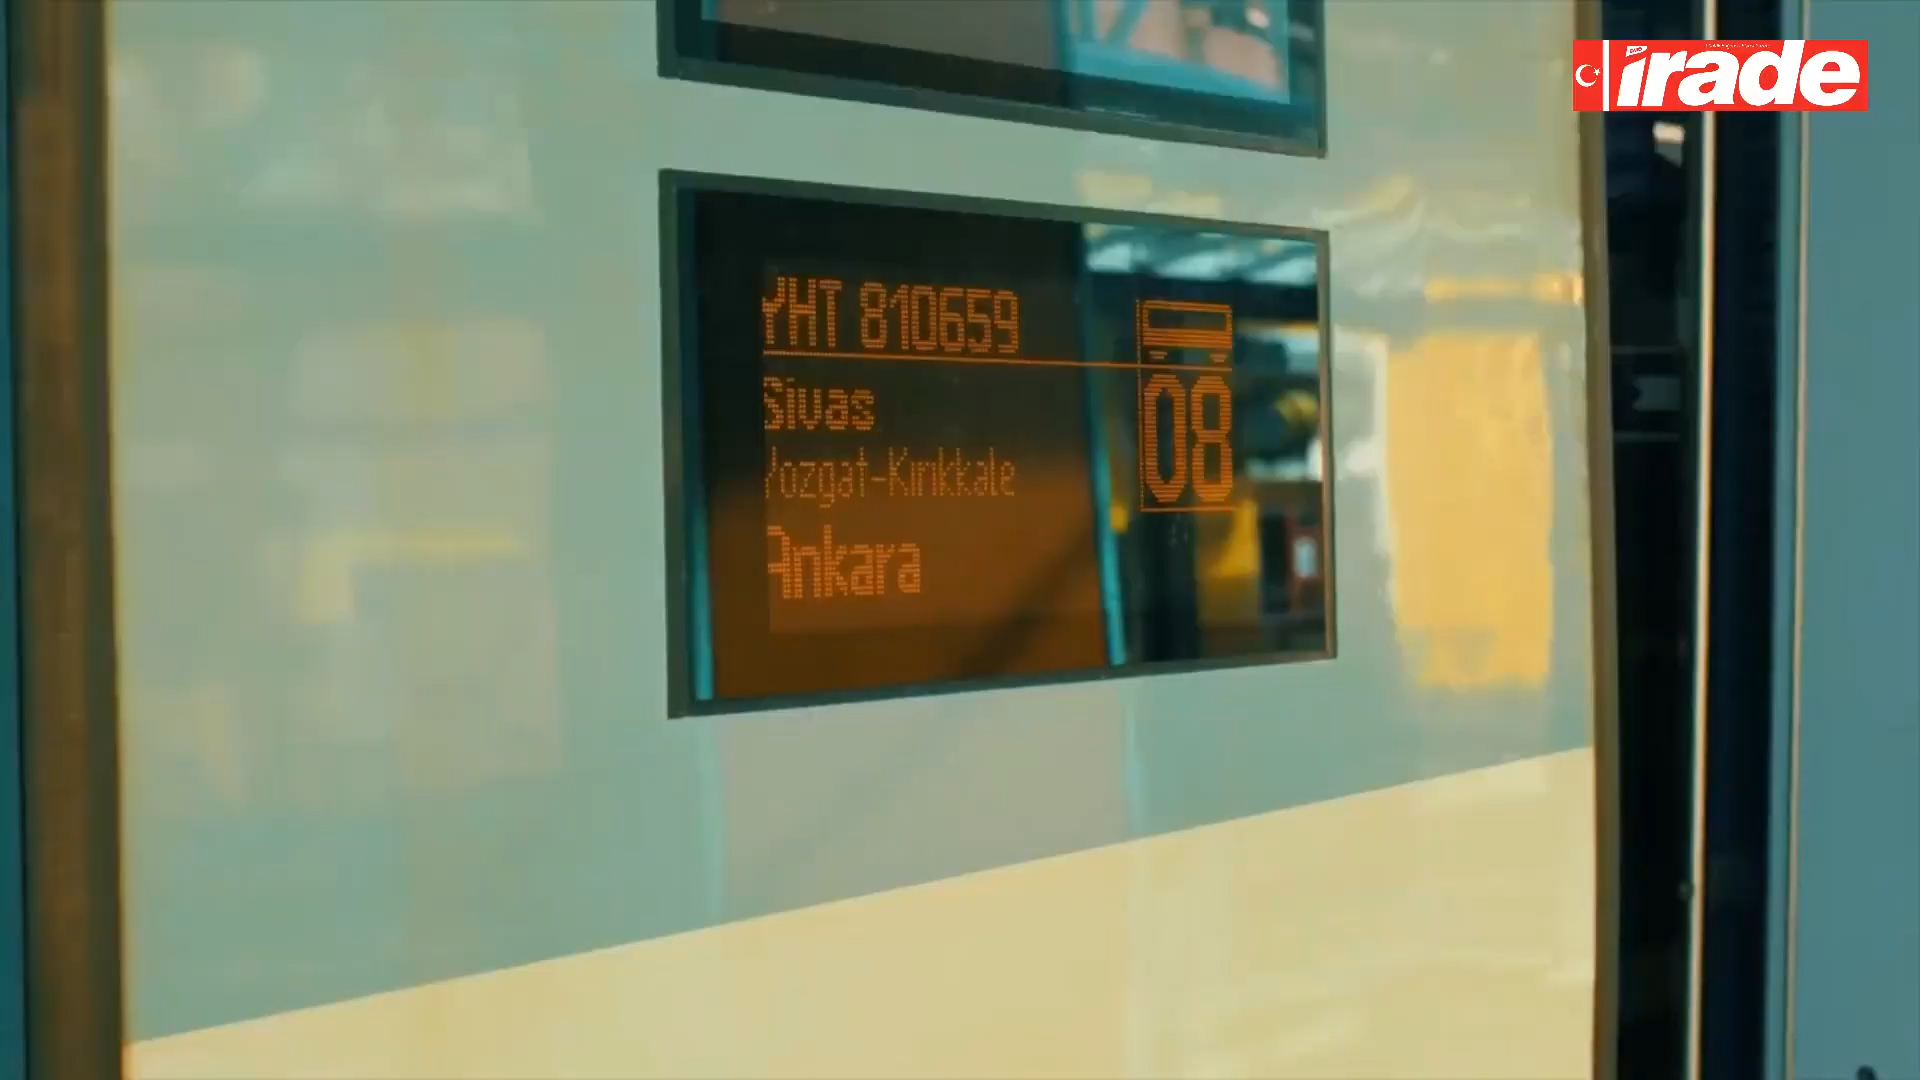 irade
YHT 810659
Sivas
Yozgat-Kırıkkale
Ankara
08